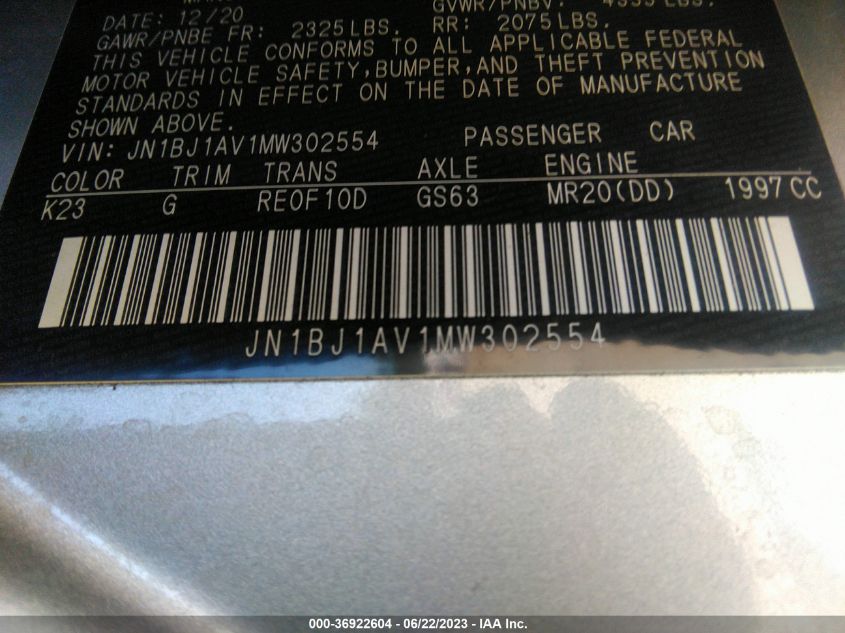 DATE: 12/20
GAWR/PNBE FR: 2325LBS. RR: 2075LBS.
THIS VEHICLE CONFORMS TO ALL APPLICABLE FEDERAL
MOTOR VEHICLE SAFETY,BUMPER,AND THEFT PREVENTION
STANDARDS IN EFFECT ON THE DATE OF MANUFACTURE
SHOWN ABOVE.
VIN: JN1BJ1AV1MW302554 PASSENGER CAR
COLOR TRIM TRANS AXLE ENGINE
K23 G RE0F10D GS63 MR20(DD) 1997CC
JN1BJ1AV1MW302554
000-36922604 - 06/22/2023 - IAA Inc.